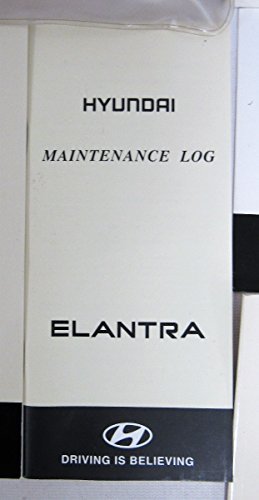 HYUNDAI
MAINTENANCE LOG
ELANTRA
DRIVING IS BELIEVING